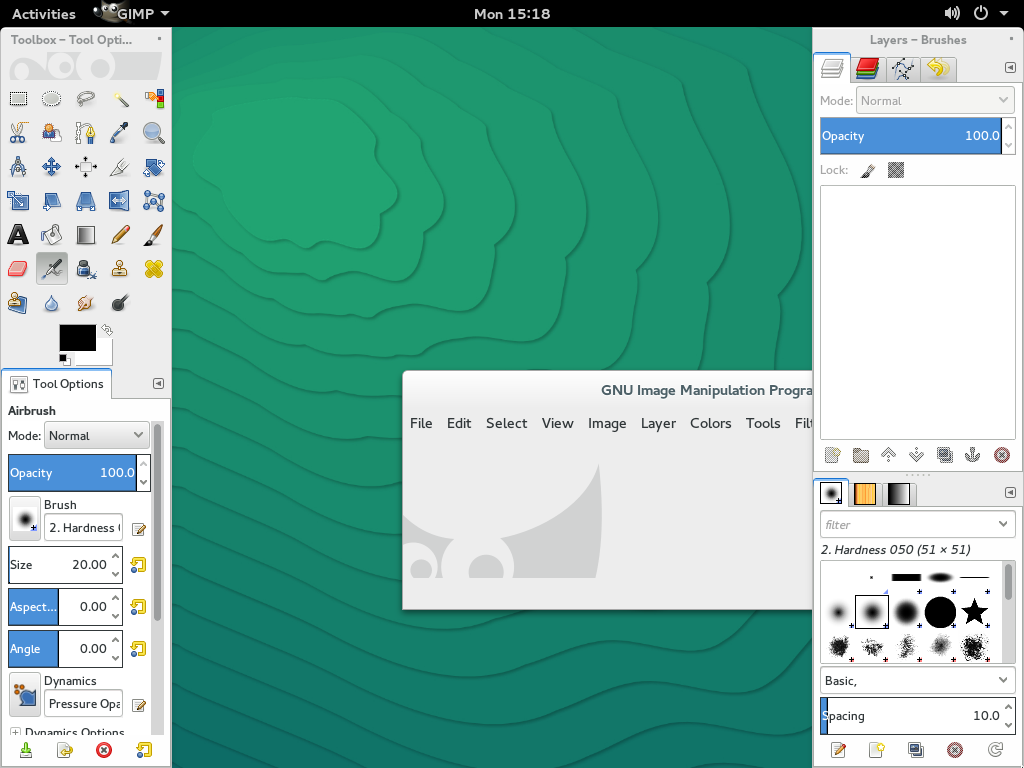 Activities GIMP Mon 15:18
Toolbox – Tool Opti...
Layers – Brushes
Mode: Normal
Opacity 100.0
Lock:
Tool Options
Airbrush
Mode: Normal
Opacity 100.0
Brush
2. Hardness
Size 20.00
Aspect... 0.00
Angle 0.00
Dynamics
Pressure Opa
Dynamics Options
GNU Image Manipulation Progra
File Edit Select View Image Layer Colors Tools Filt
filter
2. Hardness 050 (51 × 51)
Basic,
Spacing 10.0